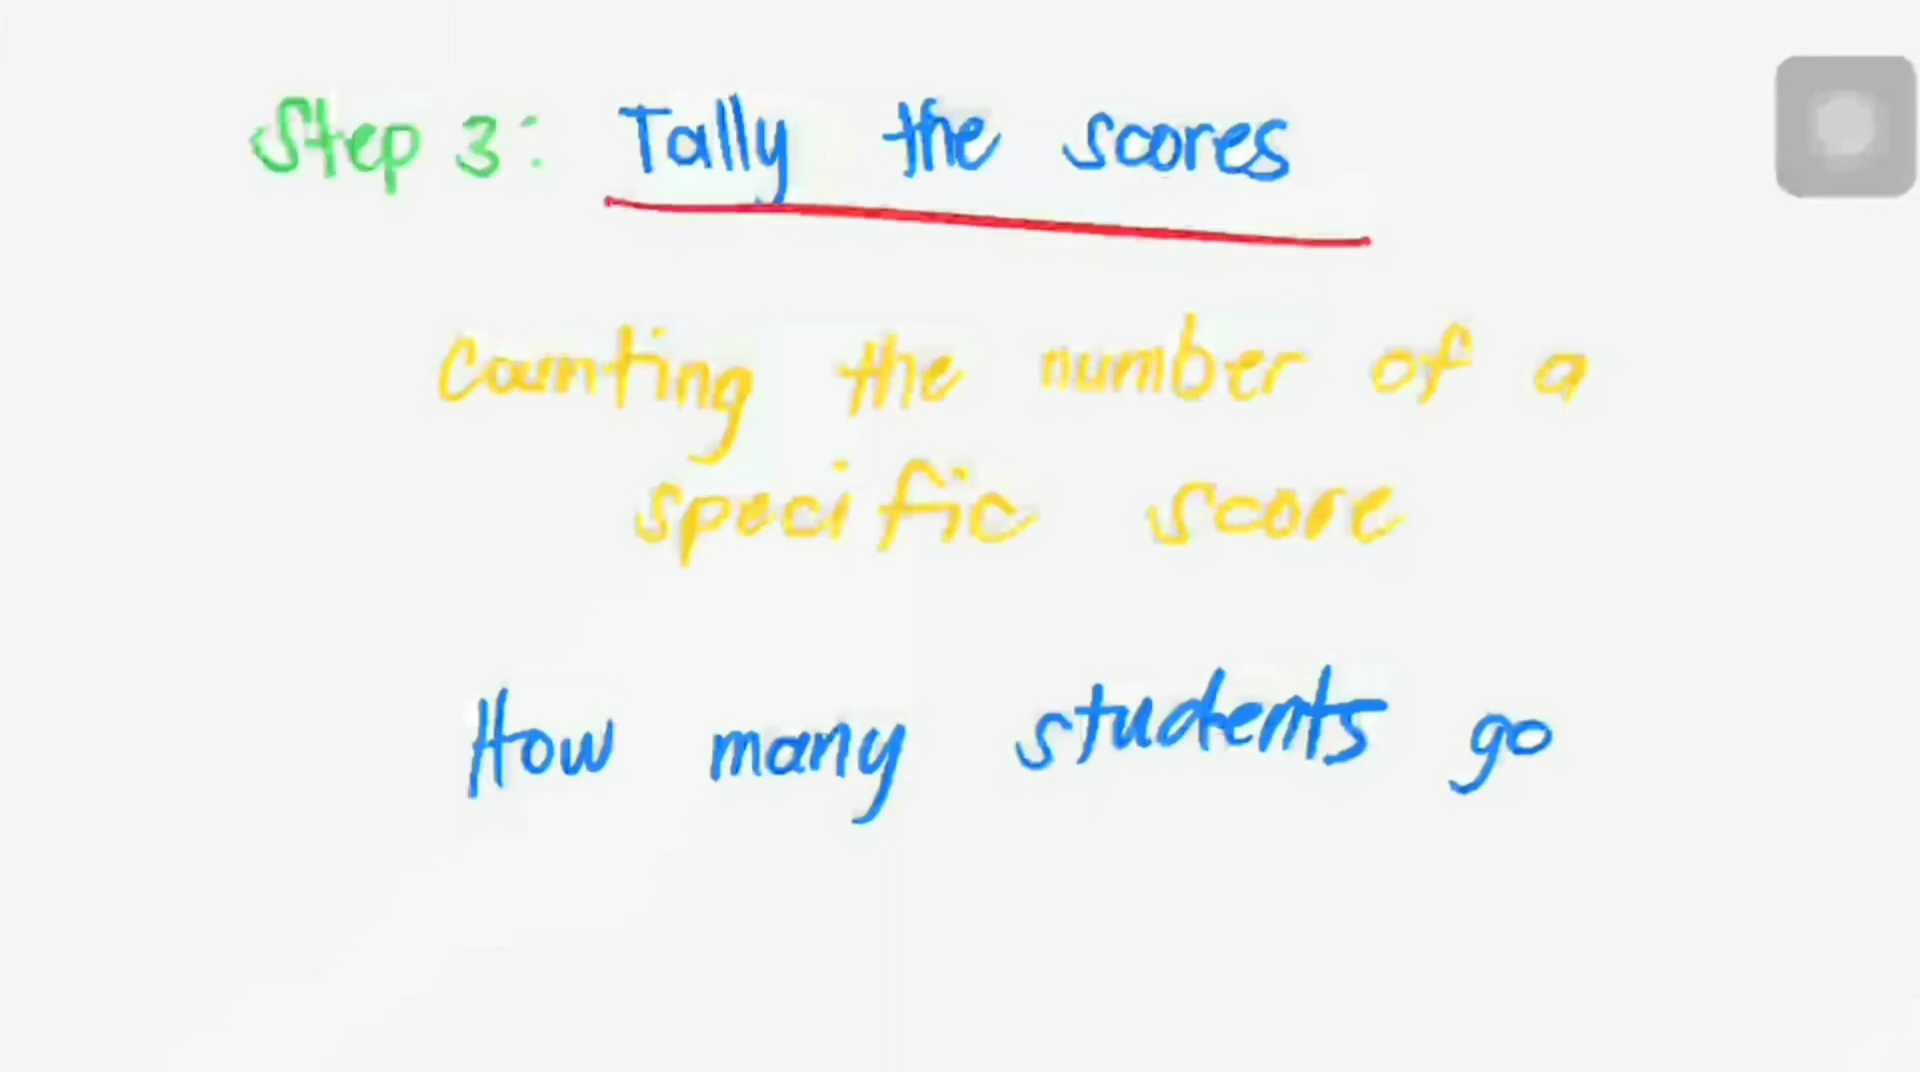 Step 3: Tally the scores
Counting the number of a
specific score
How many students go